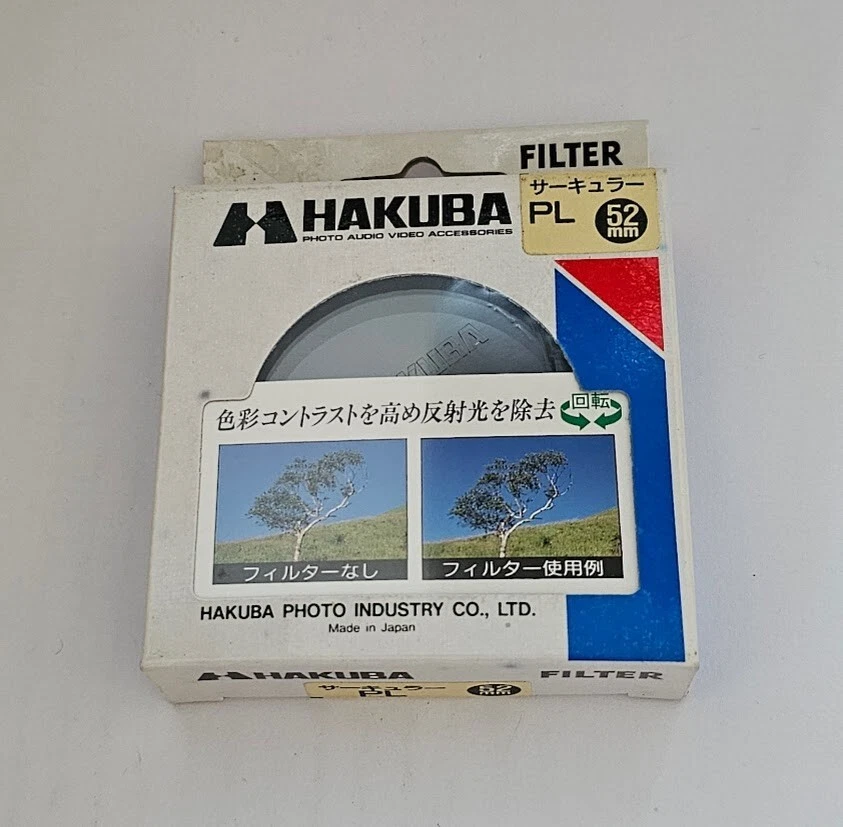 FILTER
サーキュラー
PL 52mm
HAKUBA
PHOTO AUDIO VIDEO ACCESSORIES
HAKUBA
色彩コントラストを高め反射光を除去 回転
フィルターなし フィルター使用例
HAKUBA PHOTO INDUSTRY CO., LTD.
Made in Japan
HAKUBA FILTER
サーキュラー
PL 52mm